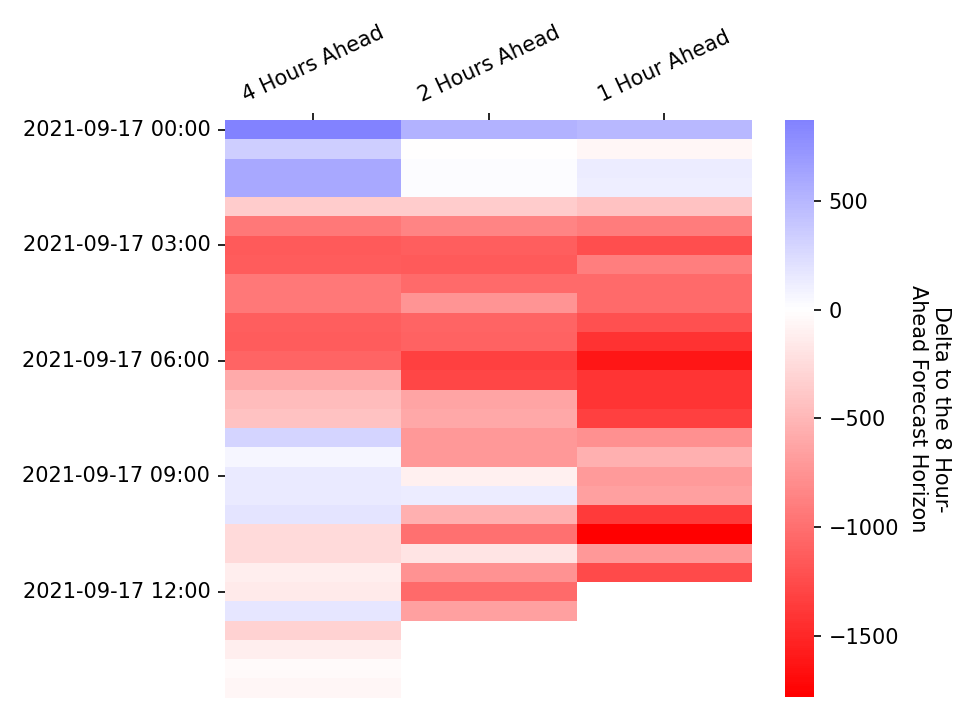 4 Hours Ahead
2 Hours Ahead
1 Hour Ahead
2021-09-17 00:00
2021-09-17 03:00
2021-09-17 06:00
2021-09-17 09:00
2021-09-17 12:00
500
0
−500
−1000
−1500
Delta to the 8 Hour-
Ahead Forecast Horizon